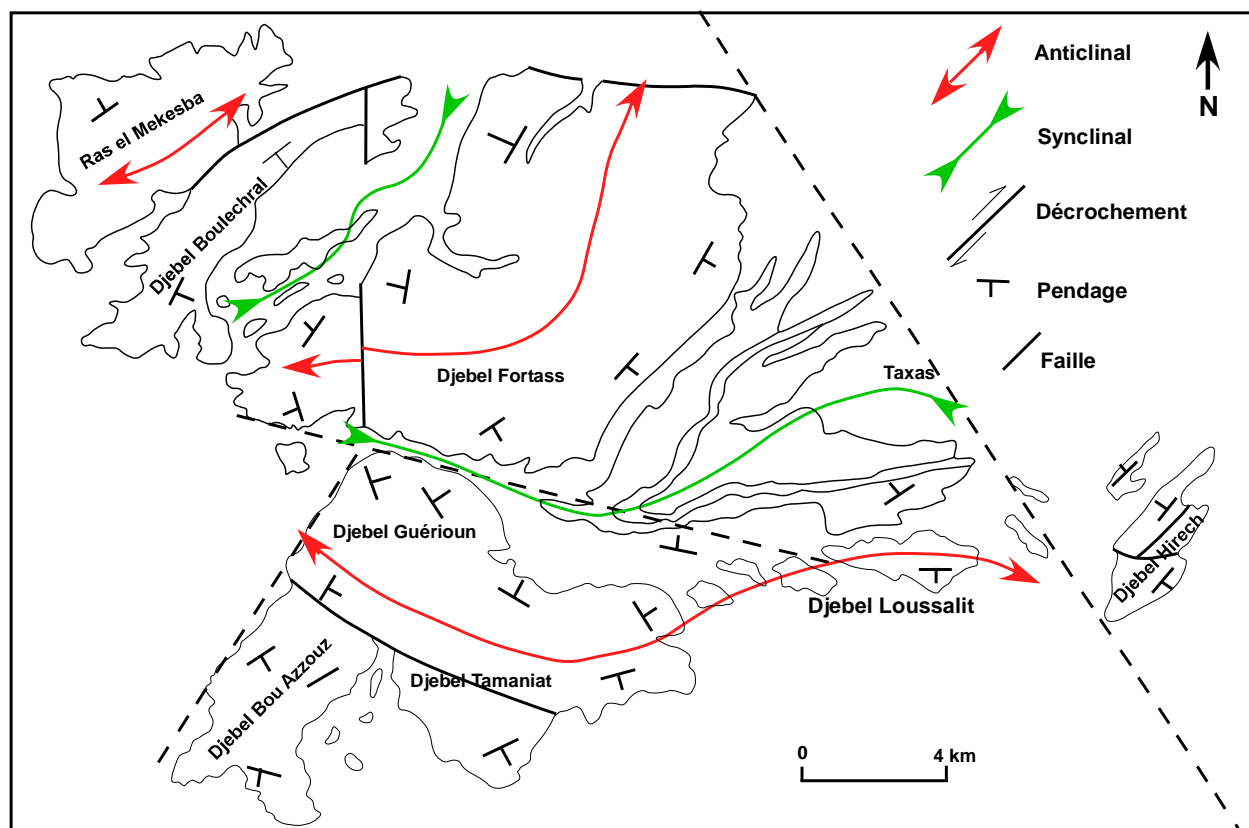 Anticlinal
N
Synclinal
Décrochement
Pendage
Faille
Ras el Mekesba
Djebel Boulechral
Djebel Fortass
Taxas
Djebel Guérioun
Djebel Hirech
Djebel Loussalit
Djebel Bou Azzouz
Djebel Tamaniat
0 4 km